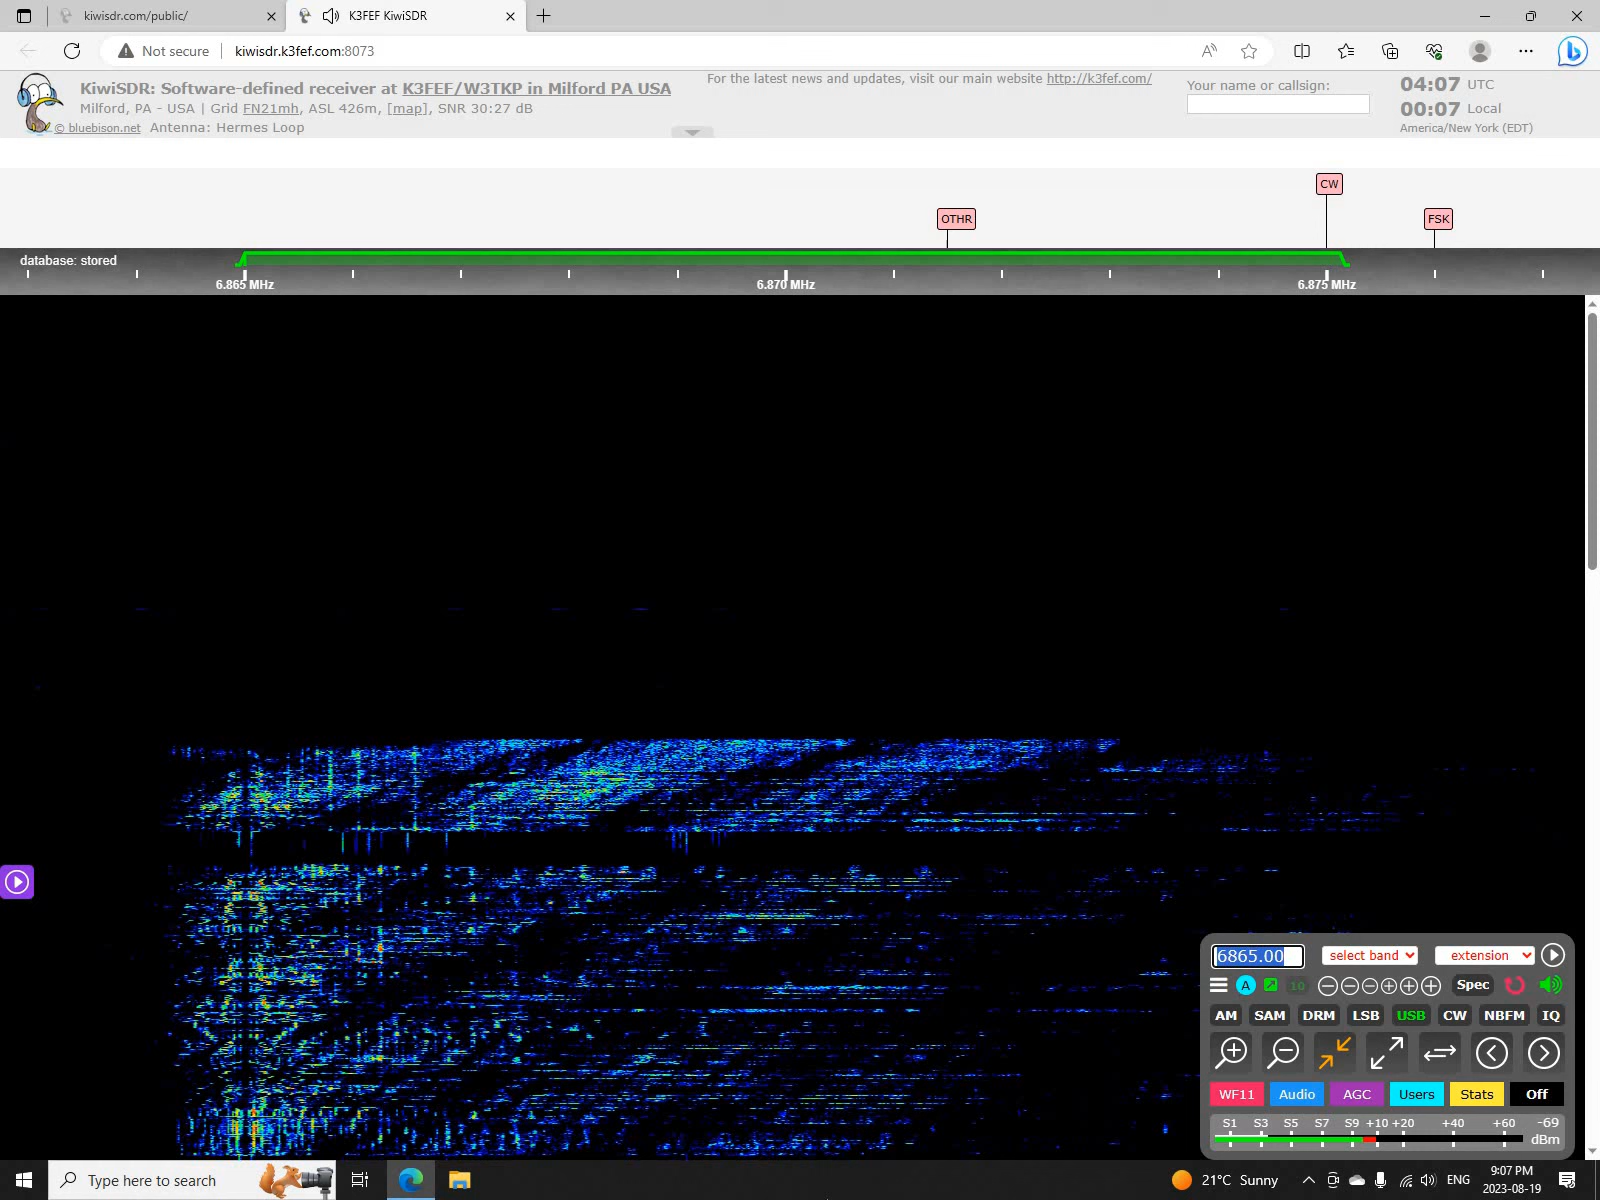 kiwisdr.com/public/
K3FEF KiwiSDR
Not secure
kiwisdr.k3fef.com:8073
KiwiSDR: Software-defined receiver at K3FEF/W3TKP in Milford PA USA
Milford, PA - USA | Grid FN21mh, ASL 426m, [map], SNR 30:27 dB
© bluebison.net Antenna: Hermes Loop
For the latest news and updates, visit our main website http://k3fef.com/
Your name or callsign:
04:07 UTC
00:07 Local
America/New York (EDT)
CW
OTHR
FSK
database: stored
6.865 MHz
6.870 MHz
6.875 MHz
6865.00
select band
extension
A
10
Spec
AM SAM DRM LSB USB CW NBFM IQ
WF11 Audio AGC Users Stats Off
S1 S3 S5 S7 S9 +10 +20 +40 +60 -69
dBm
Type here to search
21°C Sunny
ENG
9:07 PM
2023-08-19